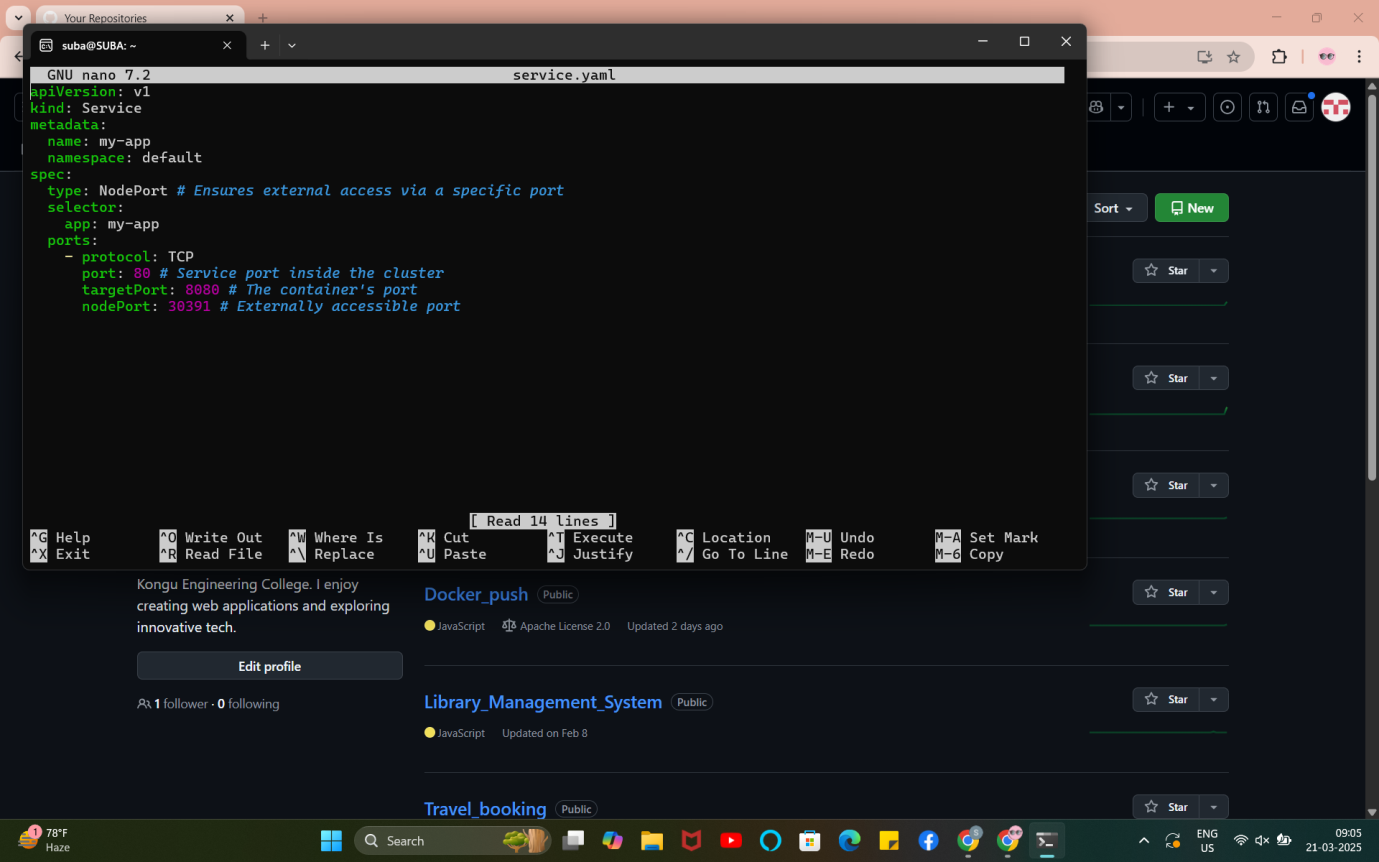 Your Repositories
suba@SUBA: ~
GNU nano 7.2 service.yaml
apiVersion: v1
kind: Service
metadata:
  name: my-app
  namespace: default
spec:
  type: NodePort # Ensures external access via a specific port
  selector:
    app: my-app
  ports:
    - protocol: TCP
      port: 80 # Service port inside the cluster
      targetPort: 8080 # The container's port
      nodePort: 30391 # Externally accessible port
[ Read 14 lines ]
^G Help ^O Write Out ^W Where Is ^K Cut ^T Execute ^C Location M-U Undo M-A Set Mark
^X Exit ^R Read File ^\ Replace ^U Paste ^J Justify ^/ Go To Line M-E Redo M-6 Copy
Sort
New
Star
Star
Star
Kongu Engineering College. I enjoy
creating web applications and exploring
innovative tech.
Edit profile
1 follower · 0 following
Docker_push Public
Star
JavaScript Apache License 2.0 Updated 2 days ago
Library_Management_System Public
Star
JavaScript Updated on Feb 8
Travel_booking Public
Star
1
78°F
Haze
Search
S
ENG
US
09:05
21-03-2025